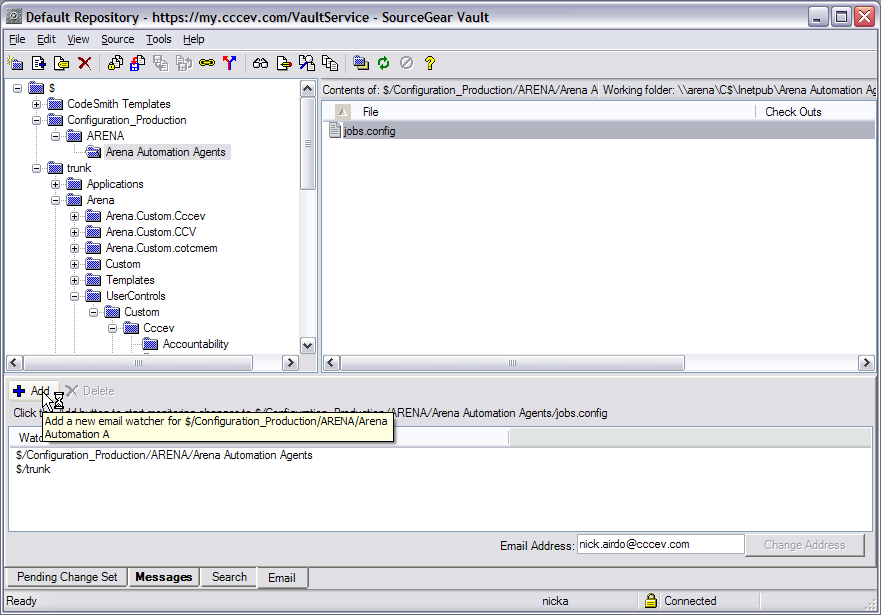 Default Repository - https://my.cccev.com/VaultService - SourceGear Vault
File Edit View Source Tools Help
$
CodeSmith Templates
Configuration_Production
ARENA
Arena Automation Agents
trunk
Applications
Arena
Arena.Custom.Cccev
Arena.Custom.CCV
Arena.Custom.cotcmem
Custom
Templates
UserControls
Custom
Cccev
Accountability
Contents of: $/Configuration_Production/ARENA/Arena A Working folder: \\arena\C$\Inetpub\Arena Automation Ag
File Check Outs
jobs.config
Add Delete
Click button to start monitoring changes to $/Configuration_Production/ARENA/Arena Automation Agents/jobs.config
Add a new email watcher for $/Configuration_Production/ARENA/Arena
Automation A
Watc
$/Configuration_Production/ARENA/Arena Automation Agents
$/trunk
Email Address: nick.airdo@cccev.com Change Address
Pending Change Set Messages Search Email
Ready nicka Connected